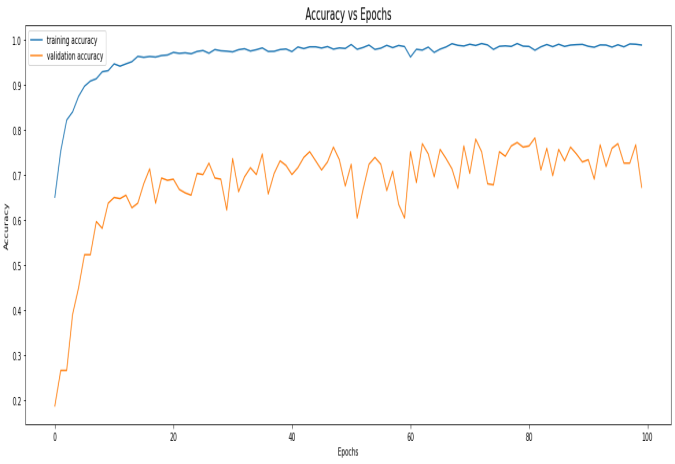 Accuracy vs Epochs
training accuracy
validation accuracy
1.0
0.9
0.8
0.7
0.6
0.5
0.4
0.3
0.2
Accuracy
0 20 40 60 80 100
Epochs